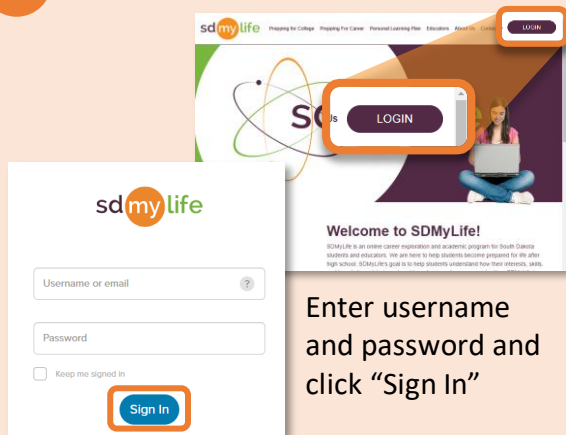 sdmylife
Prepping for College Prepping For Career Personal Learning Plan Educators About Us LOGIN
Us LOGIN
Welcome to SDMyLife!
SDMyLife is an online career exploration and academic program for South Dakota
students and educators. We are here to help students become prepared for life after
high school. SDMyLife's goal is to help students understand how their interests, skills,
sdmylife
Username or email ?
Password
Keep me signed in
Sign In
Enter username
and password and
click “Sign In”